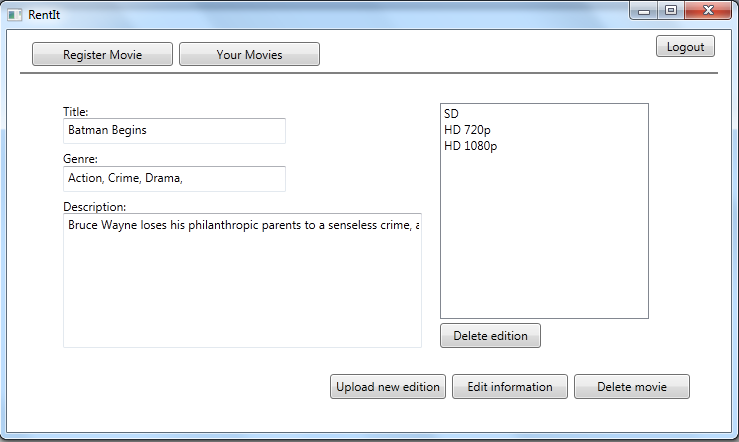 RentIt
Register Movie
Your Movies
Logout
Title:
Batman Begins
Genre:
Action, Crime, Drama,
Description:
Bruce Wayne loses his philanthropic parents to a senseless crime, a
SD
HD 720p
HD 1080p
Delete edition
Upload new edition
Edit information
Delete movie